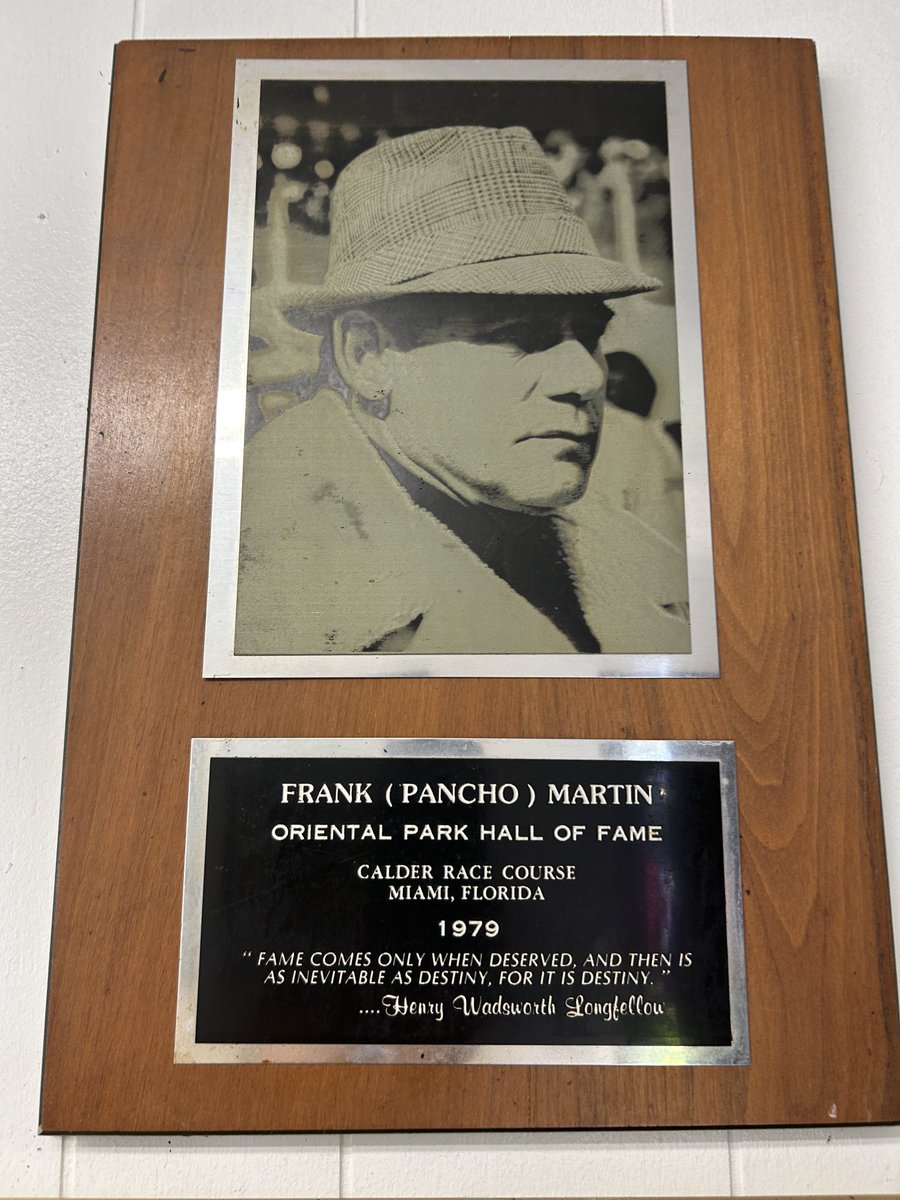 FRANK (PANCHO) MARTIN
ORIENTAL PARK HALL OF FAME
CALDER RACE COURSE
MIAMI, FLORIDA
1979
" FAME COMES ONLY WHEN DESERVED, AND THEN IS
AS INEVITABLE AS DESTINY, FOR IT IS DESTINY. "
....Henry Wadsworth Longfellow